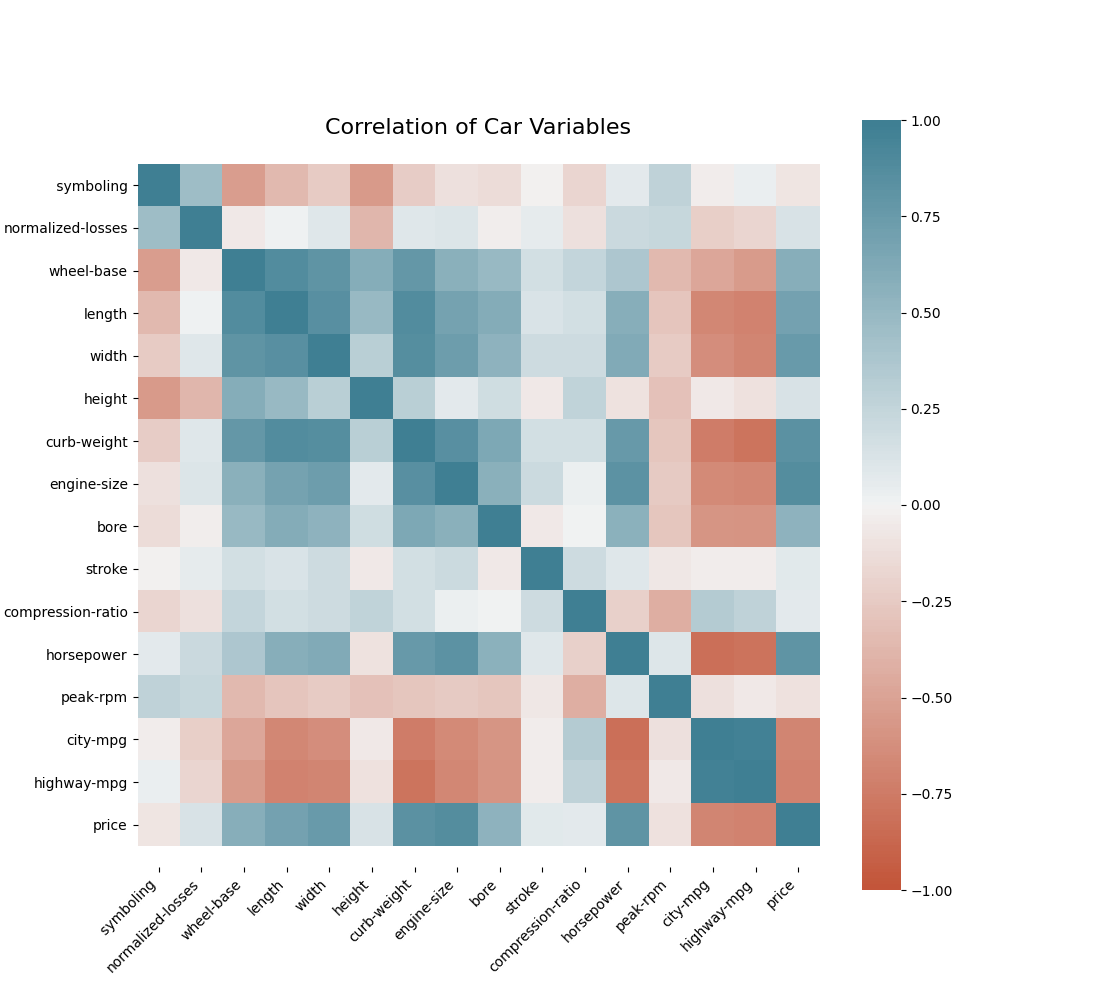 Correlation of Car Variables
symboling
normalized-losses
wheel-base
length
width
height
curb-weight
engine-size
bore
stroke
compression-ratio
horsepower
peak-rpm
city-mpg
highway-mpg
price
symboling
normalized-losses
wheel-base
length
width
height
curb-weight
engine-size
bore
stroke
compression-ratio
horsepower
peak-rpm
city-mpg
highway-mpg
price
1.00
0.75
0.50
0.25
0.00
−0.25
−0.50
−0.75
−1.00